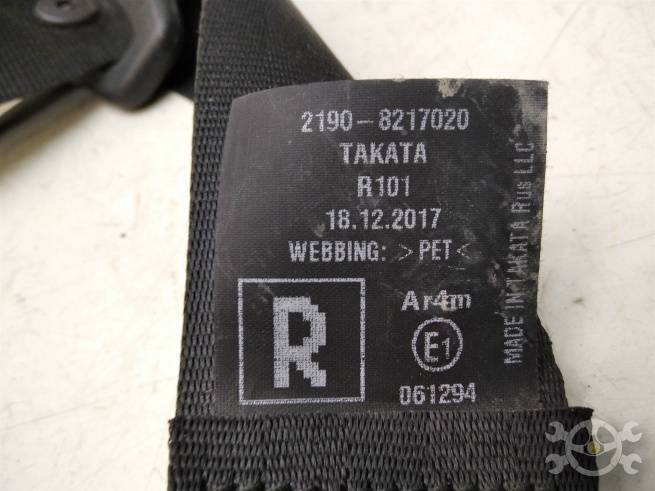 2190-8217020
TAKATA
R101
18.12.2017
WEBBING: >PET<
R
Ar4m
E1
061294
MADE IN TAKATA Rus LLC